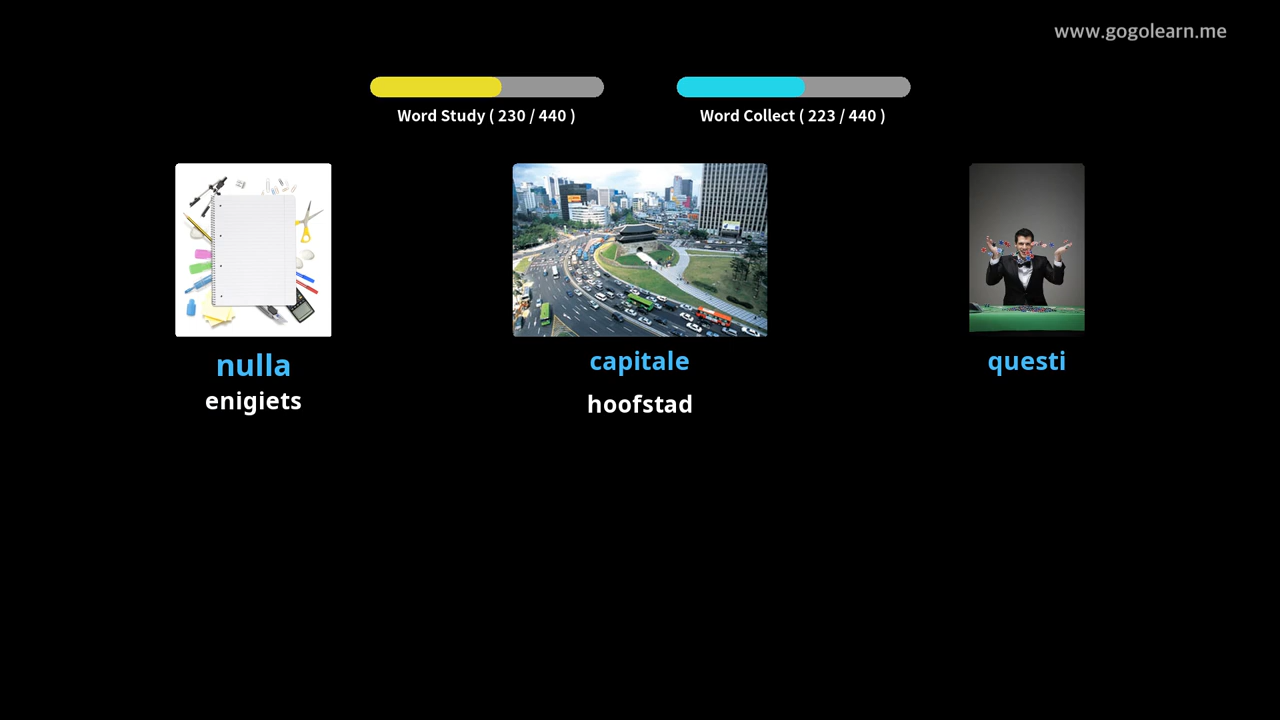 www.gogolearn.me
Word Study ( 230 / 440 )
Word Collect ( 223 / 440 )
nulla
enigiets
capitale
hoofstad
questi